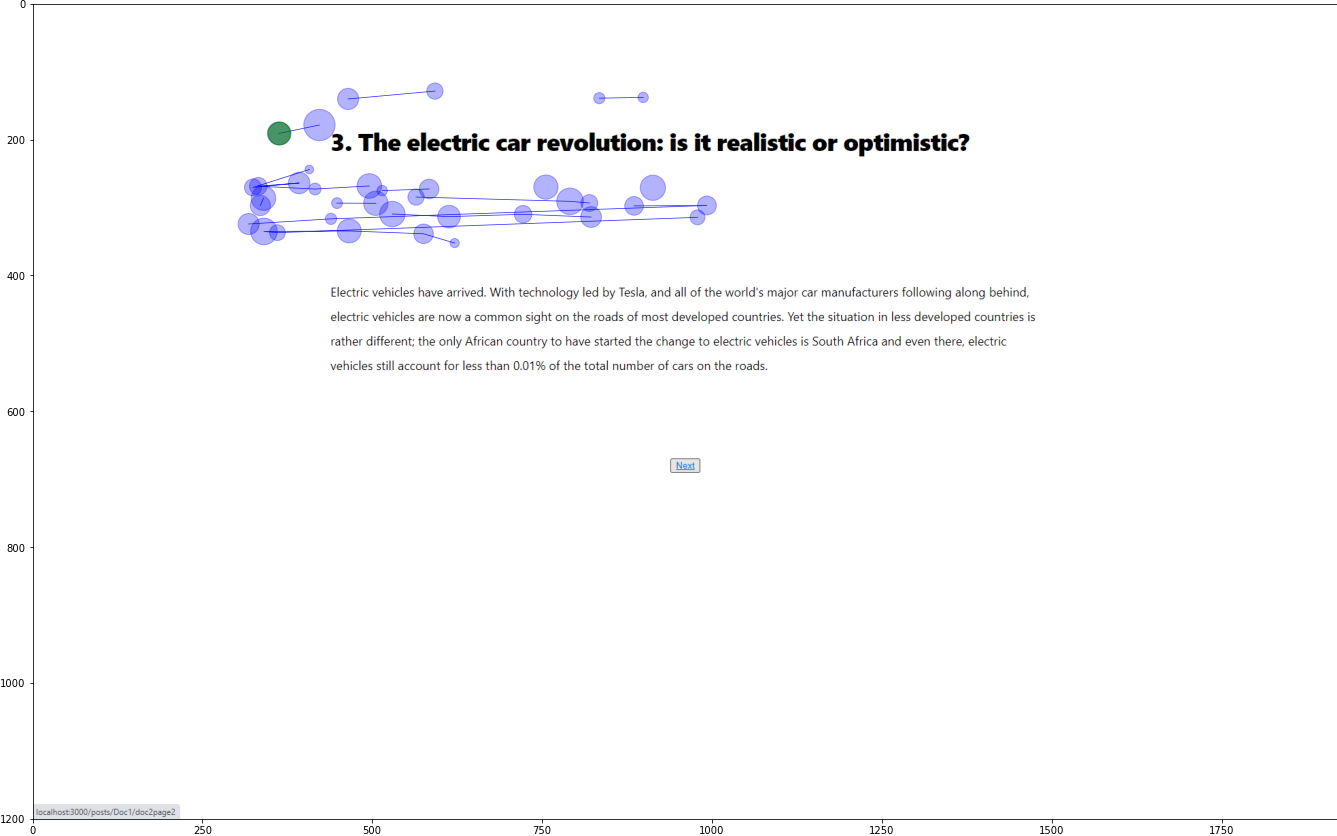 0
200
3. The electric car revolution: is it realistic or optimistic?
400
Electric vehicles have arrived. With technology led by Tesla, and all of the world's major car manufacturers following along behind,
electric vehicles are now a common sight on the roads of most developed countries. Yet the situation in less developed countries is
rather different; the only African country to have started the change to electric vehicles is South Africa and even there, electric
vehicles still account for less than 0.01% of the total number of cars on the roads.
600
Next
800
1000
localhost:3000/posts/Doc1/doc2page2
1200
0 250 500 750 1000 1250 1500 1750